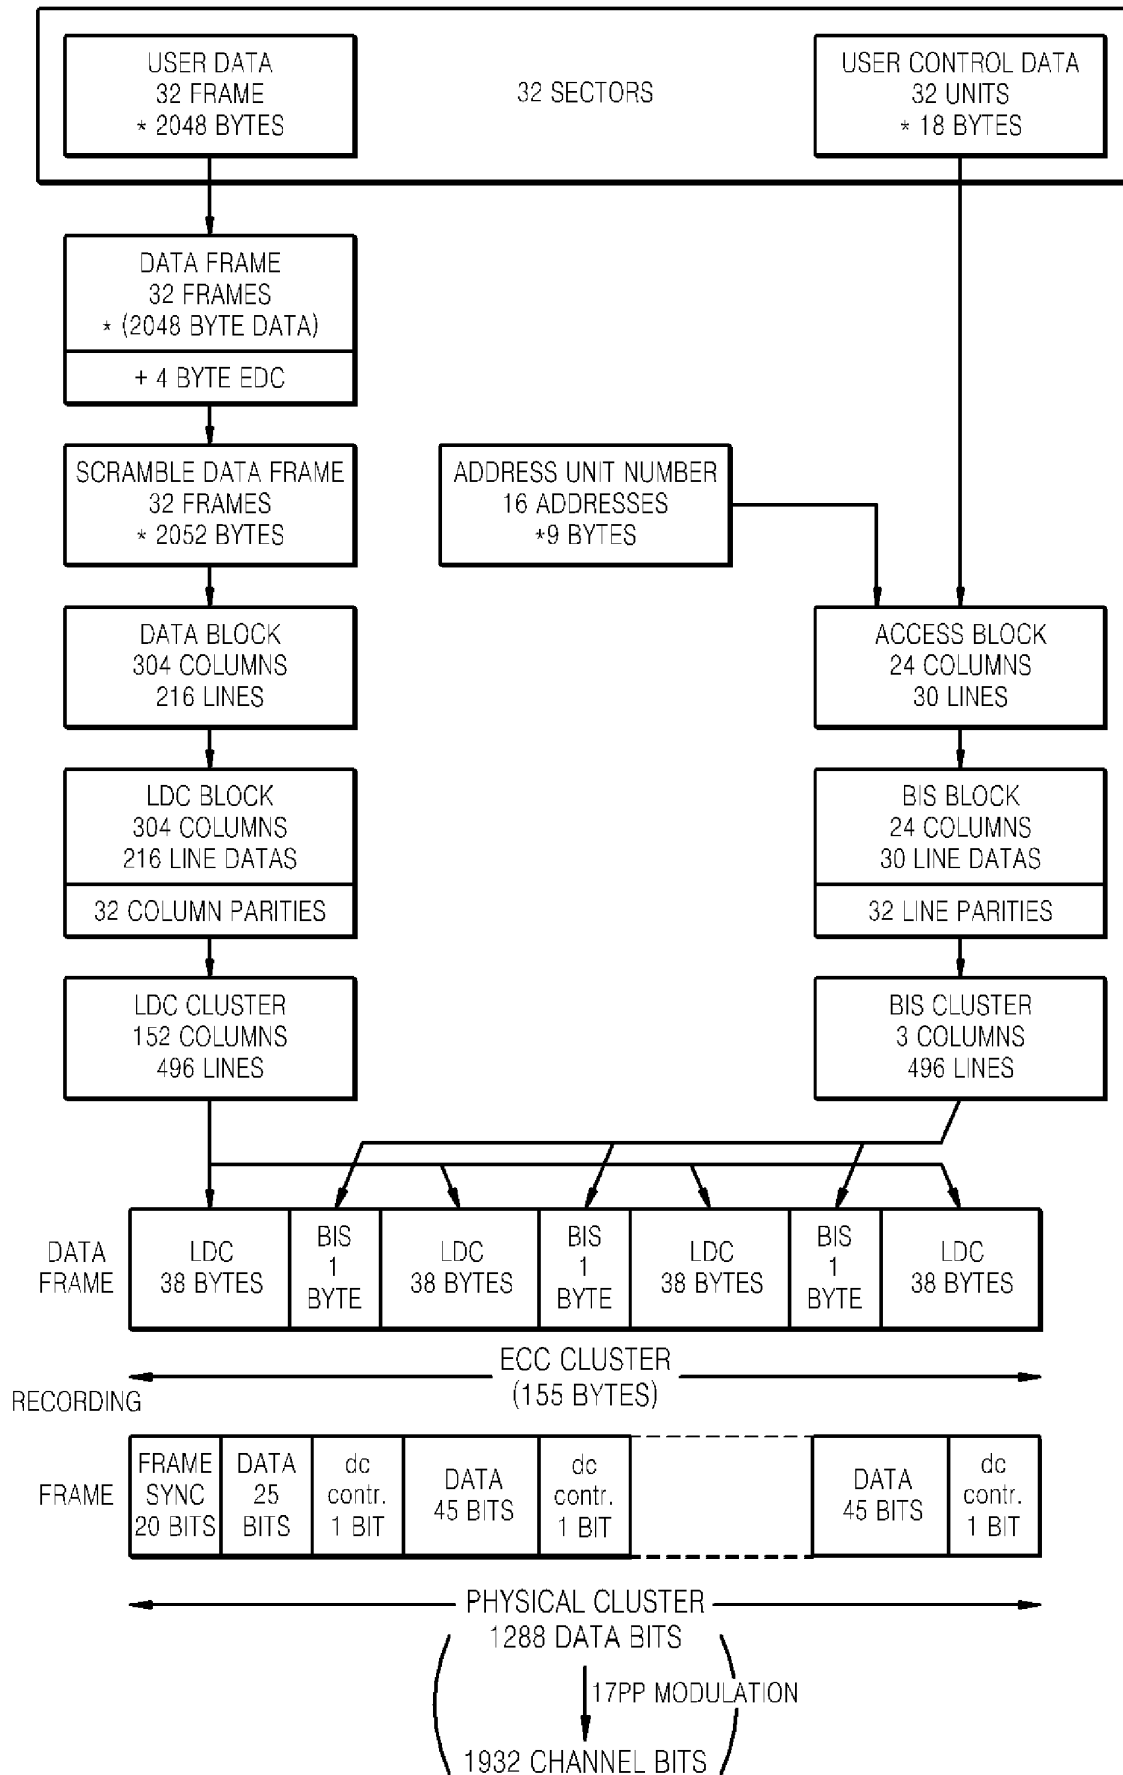 USER DATA
32 FRAME
* 2048 BYTES
32 SECTORS
USER CONTROL DATA
32 UNITS
* 18 BYTES
DATA FRAME
32 FRAMES
* (2048 BYTE DATA)
+ 4 BYTE EDC
SCRAMBLE DATA FRAME
32 FRAMES
* 2052 BYTES
ADDRESS UNIT NUMBER
16 ADDRESSES
*9 BYTES
DATA BLOCK
304 COLUMNS
216 LINES
ACCESS BLOCK
24 COLUMNS
30 LINES
LDC BLOCK
304 COLUMNS
216 LINE DATAS
32 COLUMN PARITIES
BIS BLOCK
24 COLUMNS
30 LINE DATAS
32 LINE PARITIES
LDC CLUSTER
152 COLUMNS
496 LINES
BIS CLUSTER
3 COLUMNS
496 LINES
DATA
FRAME
LDC
38 BYTES
BIS
1
BYTE
LDC
38 BYTES
BIS
1
BYTE
LDC
38 BYTES
BIS
1
BYTE
LDC
38 BYTES
ECC CLUSTER
(155 BYTES)
RECORDING
FRAME
FRAME
SYNC
20 BITS
DATA
25
BITS
dc
contr.
1 BIT
DATA
45 BITS
dc
contr.
1 BIT
DATA
45 BITS
dc
contr.
1 BIT
PHYSICAL CLUSTER
1288 DATA BITS
17PP MODULATION
1932 CHANNEL BITS